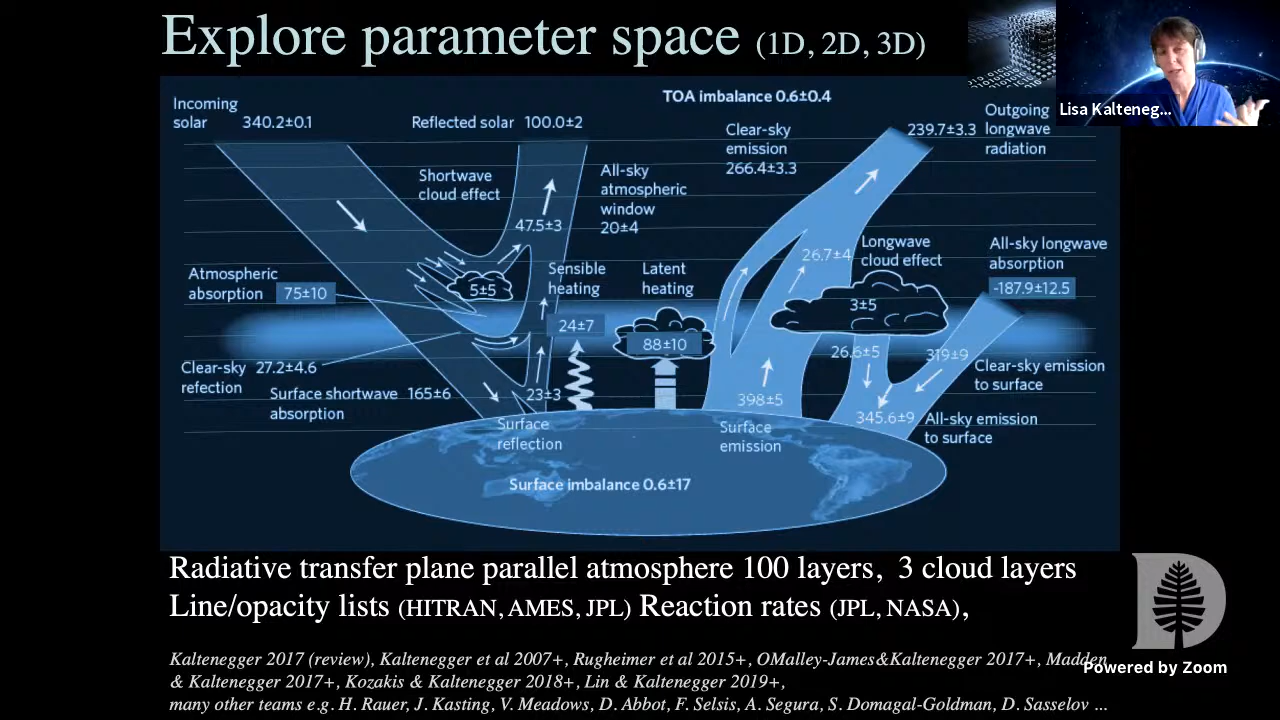 Explore parameter space (1D, 2D, 3D)
Lisa Kalteneg...
TOA imbalance 0.6±0.4
Incoming
solar 340.2±0.1
Reflected solar 100.0±2
Clear-sky
emission
266.4±3.3
239.7±3.3
Outgoing
longwave
radiation
Shortwave
cloud effect
All-sky
atmospheric
window
20±4
47.5±3
26.7±4
Longwave
cloud effect
All-sky longwave
absorption
-187.9±12.5
Atmospheric
absorption 75±10
5±5
Sensible
heating
Latent
heating
3±5
24±7
88±10
Clear-sky
refection 27.2±4.6
26.6±5
319±9
Clear-sky emission
to surface
Surface shortwave
absorption 165±6
23±3
398±5
345.6±9
All-sky emission
to surface
Surface
reflection
Surface
emission
Surface imbalance 0.6±17
Radiative transfer plane parallel atmosphere 100 layers, 3 cloud layers
Line/opacity lists (HITRAN, AMES, JPL) Reaction rates (JPL, NASA),
Kaltenegger 2017 (review), Kaltenegger et al 2007+, Rugheimer et al 2015+, OMalley-James&Kaltenegger 2017+, Madden
& Kaltenegger 2017+, Kozakis & Kaltenegger 2018+, Lin & Kaltenegger 2019+,
many other teams e.g. H. Rauer, J. Kasting, V. Meadows, D. Abbot, F. Selsis, A. Segura, S. Domagal-Goldman, D. Sasselov ...
D
Powered by Zoom